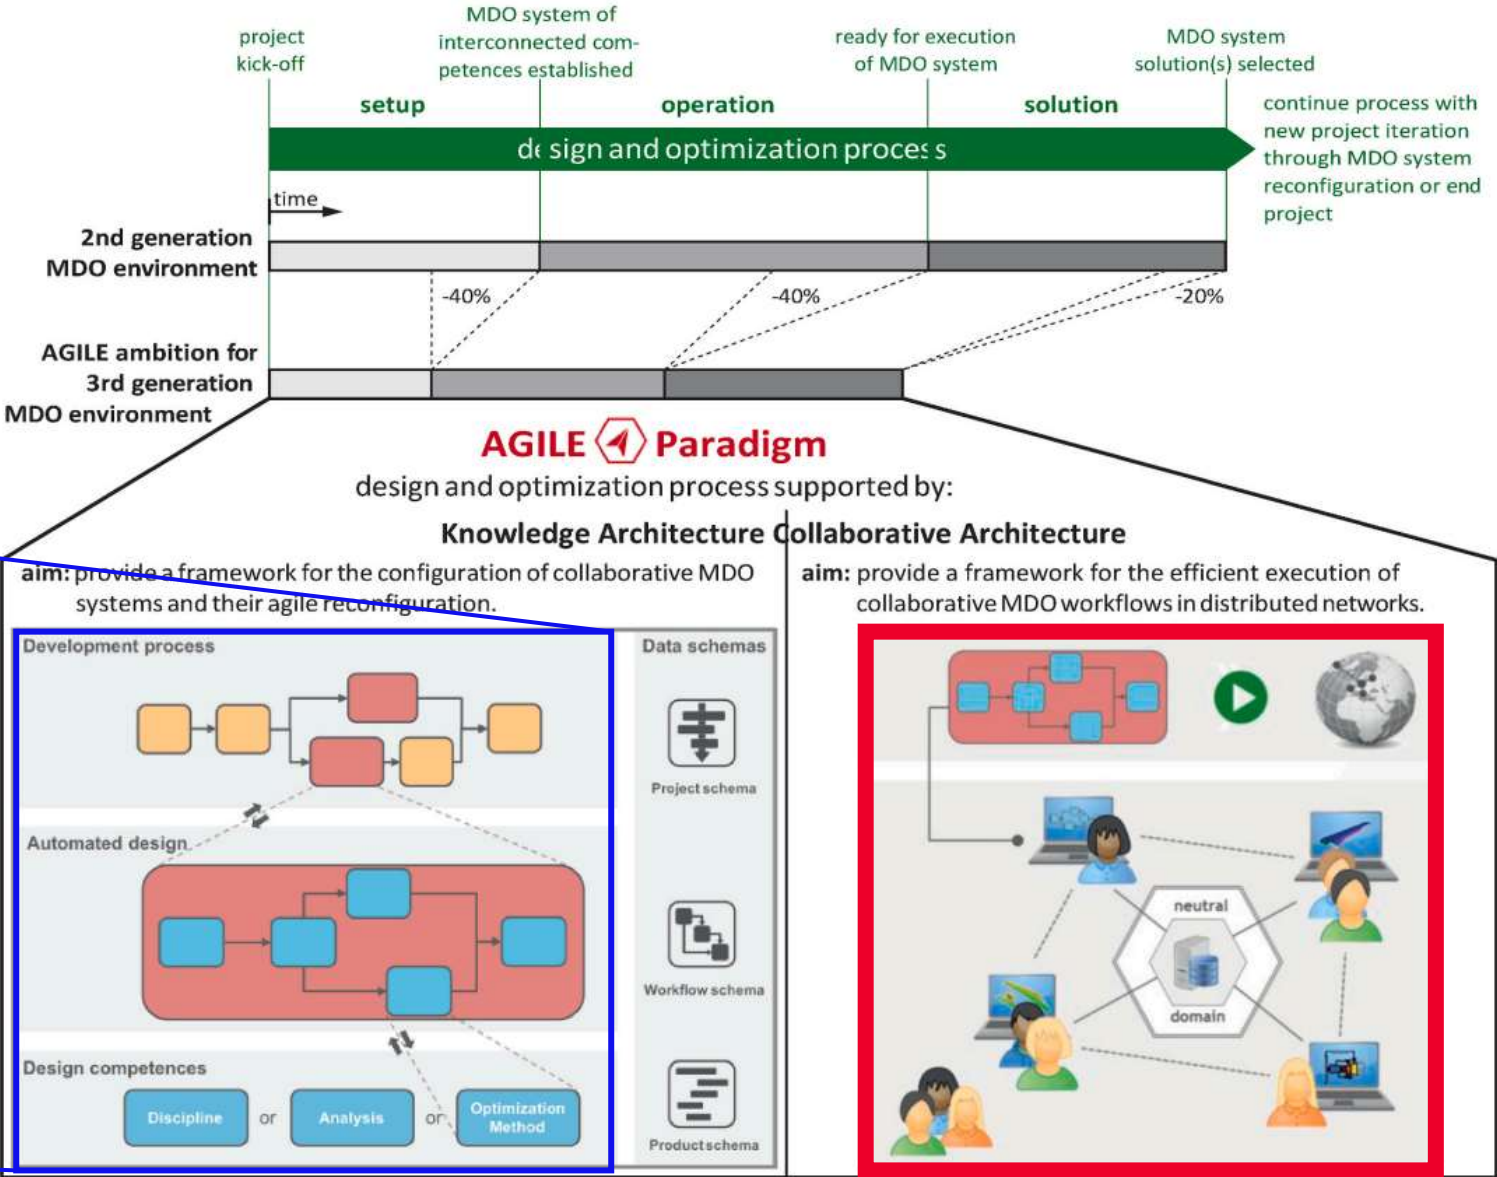 project
kick-off
MDO system of
interconnected com-
petences established
ready for execution
of MDO system
MDO system
solution(s) selected
setup
operation
solution
design and optimization process
continue process with
new project iteration
through MDO system
reconfiguration or end
project
time
2nd generation
MDO environment
-40%
-40%
-20%
AGILE ambition for
3rd generation
MDO environment
AGILE Paradigm
design and optimization process supported by:
Knowledge Architecture
aim: provide a framework for the configuration of collaborative MDO
systems and their agile reconfiguration.
Development process
Automated design
Design competences
Discipline
or
Analysis
or
Optimization
Method
Data schemas
Project schema
Workflow schema
Product schema
Collaborative Architecture
aim: provide a framework for the efficient execution of
collaborative MDO workflows in distributed networks.
neutral
domain